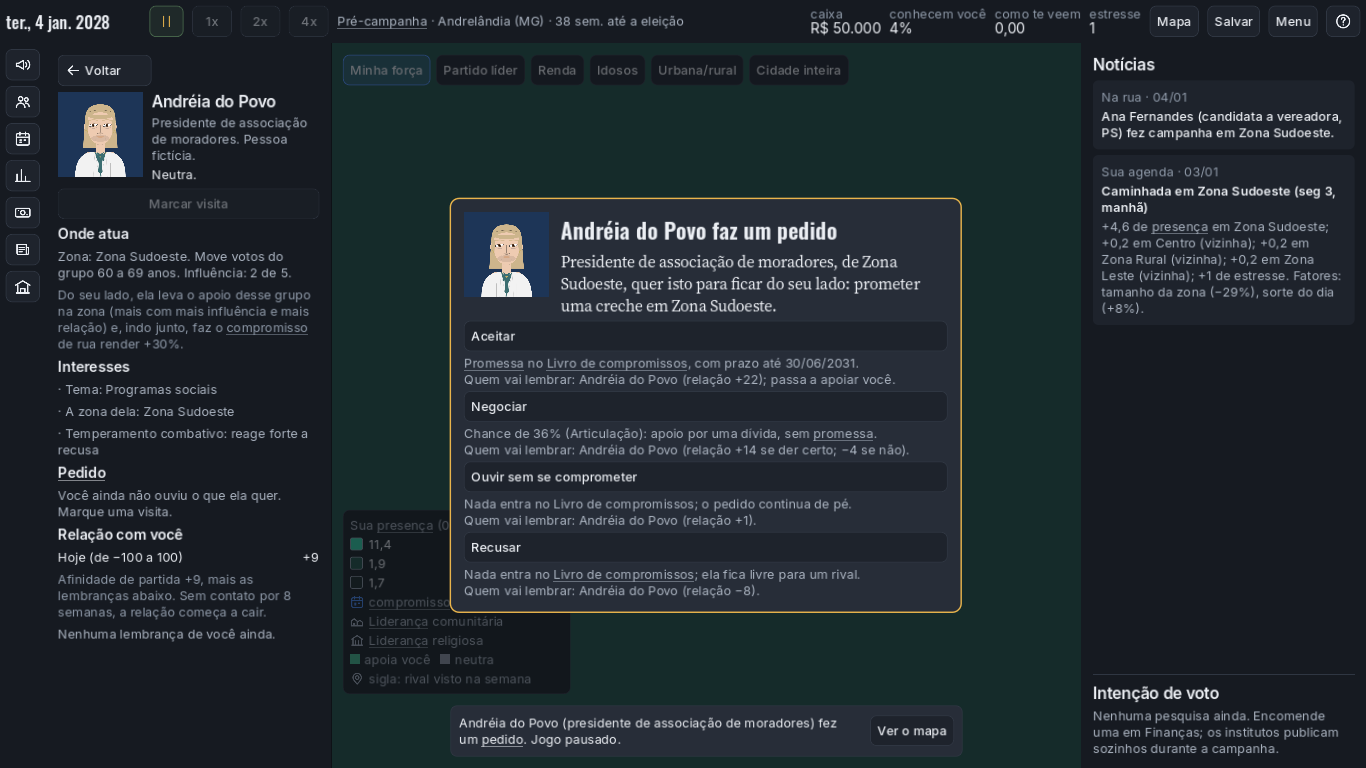 ter., 4 jan. 2028
1x
2x
4x
Pré-campanha · Andrelândia (MG) · 38 sem. até a eleição
caixa
R$ 50.000
conhecem você
4%
como te veem
0,00
estresse
1
Mapa
Salvar
Menu
Voltar
Andréia do Povo
Presidente de associação
de moradores. Pessoa
fictícia.
Neutra.
Marcar visita
Onde atua
Zona: Zona Sudoeste. Move votos do
grupo 60 a 69 anos. Influência: 2 de 5.
Do seu lado, ela leva o apoio desse grupo
na zona (mais com mais influência e mais
relação) e, indo junto, faz o compromisso
de rua render +30%.
Interesses
· Tema: Programas sociais
· A zona dela: Zona Sudoeste
· Temperamento combativo: reage forte a
recusa
Pedido
Você ainda não ouviu o que ela quer.
Marque uma visita.
Relação com você
Hoje (de −100 a 100) +9
Afinidade de partida +9, mais as
lembranças abaixo. Sem contato por 8
semanas, a relação começa a cair.
Nenhuma lembrança de você ainda.
Minha força
Partido líder
Renda
Idosos
Urbana/rural
Cidade inteira
Andréia do Povo faz um pedido
Presidente de associação de moradores, de Zona
Sudoeste, quer isto para ficar do seu lado: prometer
uma creche em Zona Sudoeste.
Aceitar
Promessa no Livro de compromissos, com prazo até 30/06/2031.
Quem vai lembrar: Andréia do Povo (relação +22); passa a apoiar você.
Negociar
Chance de 36% (Articulação): apoio por uma dívida, sem promessa.
Quem vai lembrar: Andréia do Povo (relação +14 se der certo; −4 se não).
Ouvir sem se comprometer
Nada entra no Livro de compromissos; o pedido continua de pé.
Quem vai lembrar: Andréia do Povo (relação +1).
Recusar
Nada entra no Livro de compromissos; ela fica livre para um rival.
Quem vai lembrar: Andréia do Povo (relação −8).
Sua presença (0
11,4
1,9
1,7
compromisso
Liderança comunitária
Liderança religiosa
apoia você neutra
sigla: rival visto na semana
Andréia do Povo (presidente de associação de moradores) fez
um pedido. Jogo pausado.
Ver o mapa
Notícias
Na rua · 04/01
Ana Fernandes (candidata a vereadora,
PS) fez campanha em Zona Sudoeste.
Sua agenda · 03/01
Caminhada em Zona Sudoeste (seg 3,
manhã)
+4,6 de presença em Zona Sudoeste;
+0,2 em Centro (vizinha); +0,2 em
Zona Rural (vizinha); +0,2 em Zona
Leste (vizinha); +1 de estresse. Fatores:
tamanho da zona (−29%), sorte do dia
(+8%).
Intenção de voto
Nenhuma pesquisa ainda. Encomende
uma em Finanças; os institutos publicam
sozinhos durante a campanha.